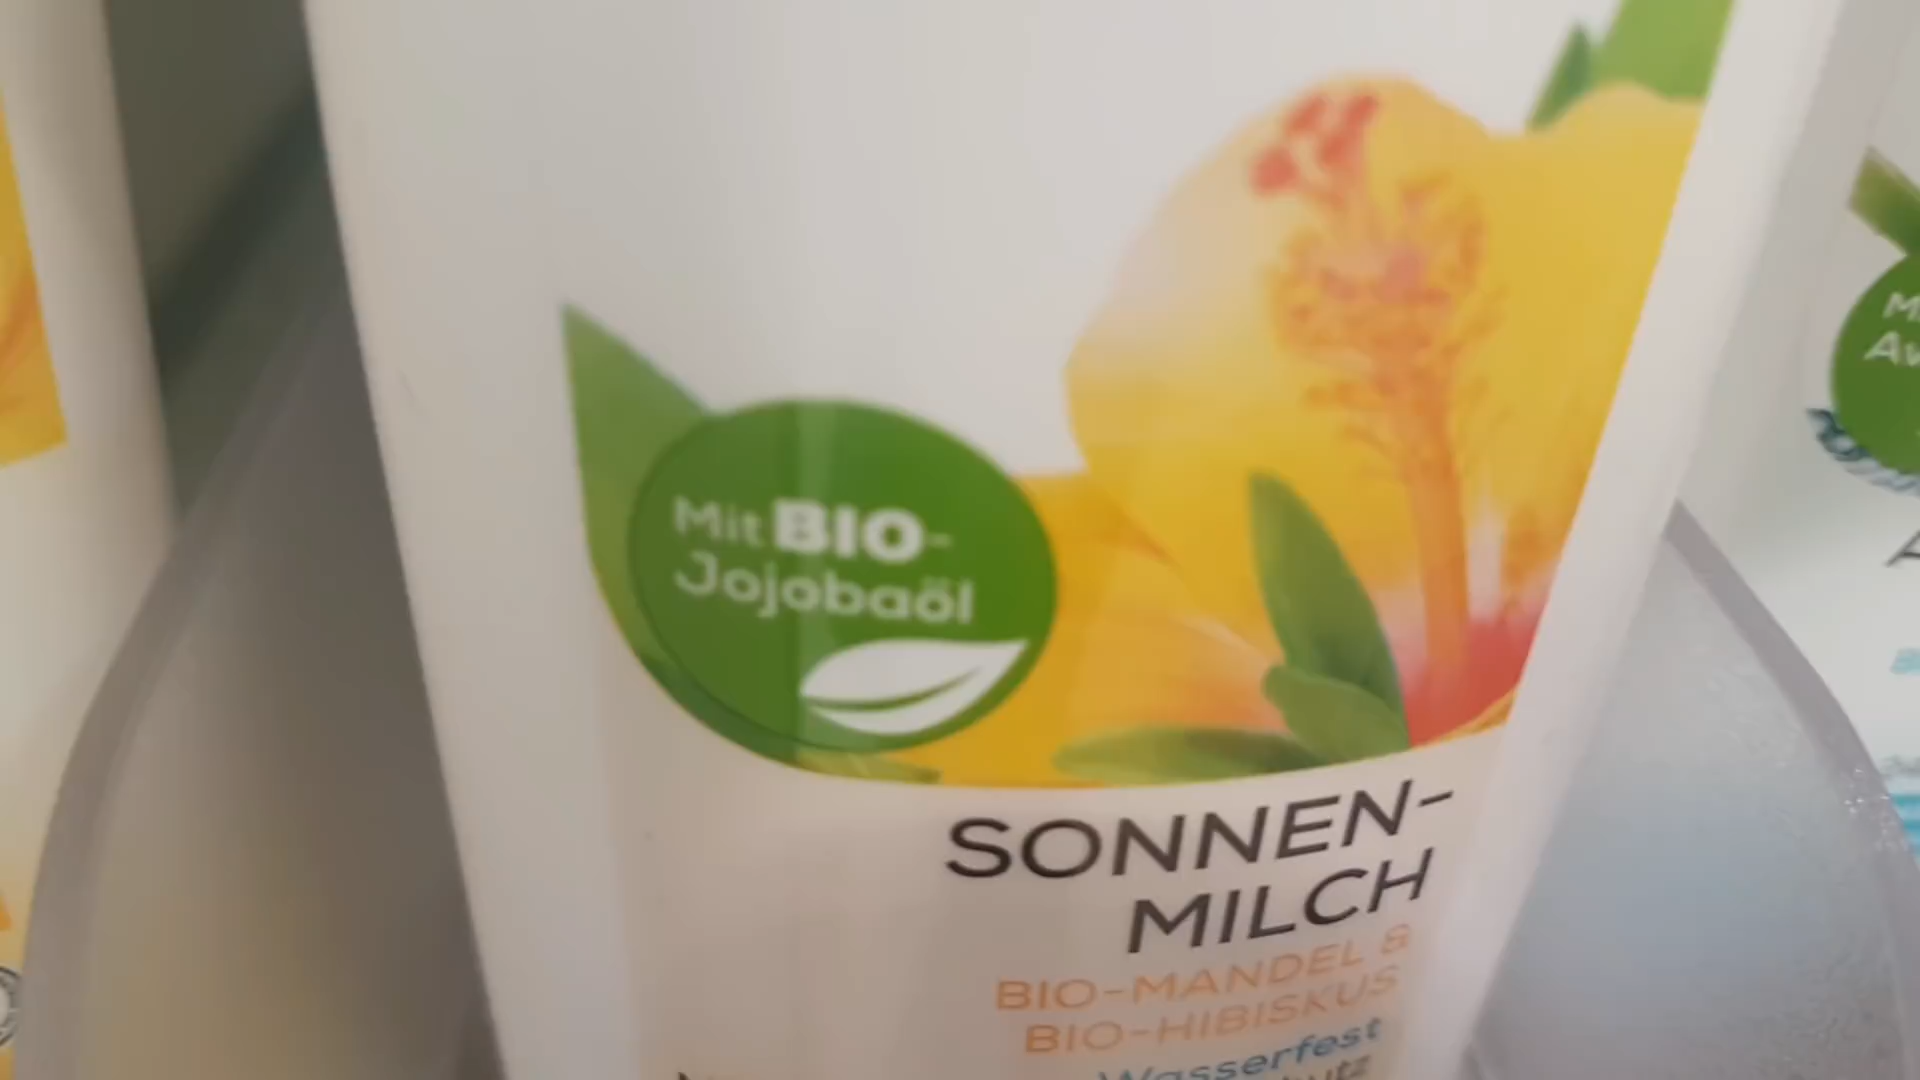 Mit BIO-
Jojobaöl
SONNEN-
MILCH
BIO-MANDEL &
BIO-HIBISKUS
Wasserfest